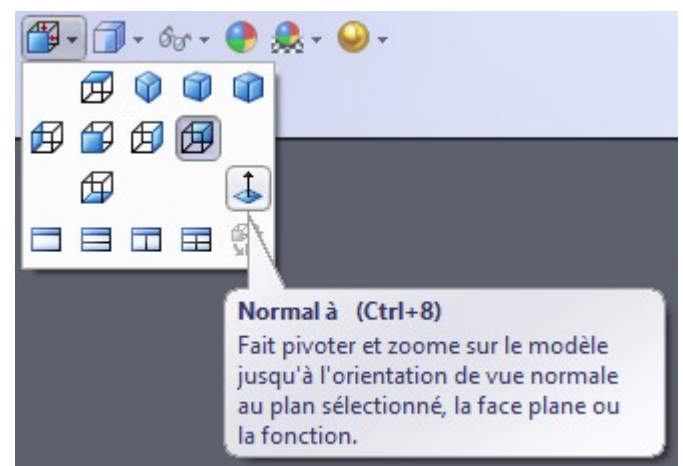 Normal à (Ctrl+8)
Fait pivoter et zoome sur le modèle
jusqu'à l'orientation de vue normale
au plan sélectionné, la face plane ou
la fonction.